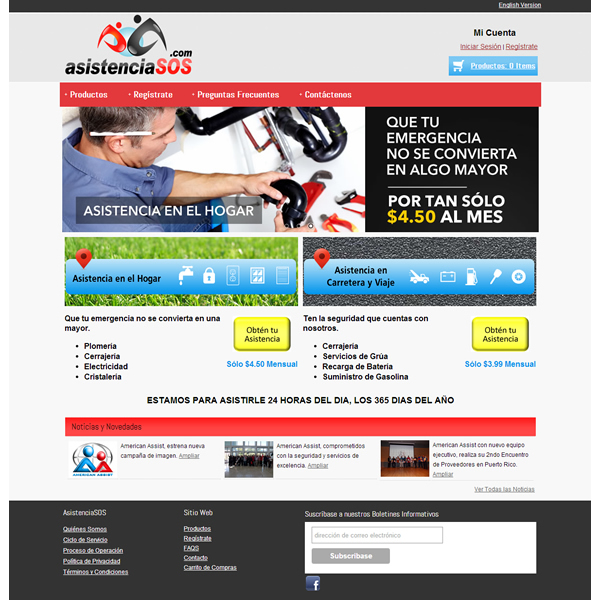 English Version
asistenciaSOS.com
Mi Cuenta
Iniciar Sesión | Regístrate
Productos: 0 Items
Productos
Regístrate
Preguntas Frecuentes
Contáctenos
ASISTENCIA EN EL HOGAR
QUE TU
EMERGENCIA
NO SE CONVIERTA
EN ALGO MAYOR
POR TAN SÓLO
$4.50 AL MES
Asistencia en el Hogar
Asistencia en
Carretera y Viaje
Que tu emergencia no se convierta en una
mayor.
Plomería
Cerrajería
Electricidad
Cristalería
Obtén tu
Asistencia
Sólo $4.50 Mensual
Ten la seguridad que cuentas con
nosotros.
Cerrajería
Servicios de Grúa
Recarga de Batería
Suministro de Gasolina
Obtén tu
Asistencia
Sólo $3.99 Mensual
ESTAMOS PARA ASISTIRLE 24 HORAS DEL DIA, LOS 365 DIAS DEL AÑO
Noticias y Novedades
AMERICAN ASSIST
American Assist, estrena nueva
campaña de imagen. Ampliar
American Assist, comprometidos
con la seguridad y servicios de
excelencia. Ampliar
American Assist con nuevo equipo
ejecutivo, realiza su 2ndo Encuentro
de Proveedores en Puerto Rico.
Ampliar
Ver Todas las Noticias
AsistenciaSOS
Quiénes Somos
Ciclo de Servicio
Proceso de Operación
Política de Privacidad
Términos y Condiciones
Sitio Web
Productos
Regístrate
FAQS
Contacto
Carrito de Compras
Suscríbase a nuestros Boletines Informativos
dirección de correo electrónico
Subscríbase
f